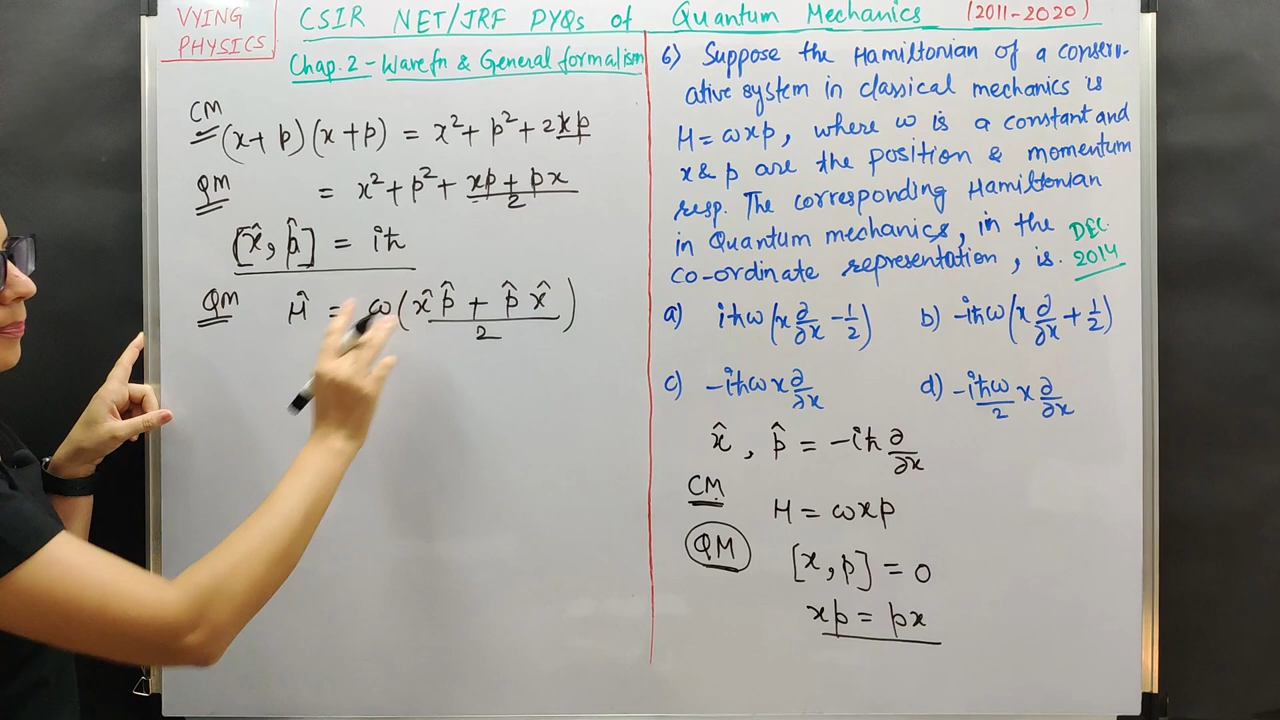 VYING
PHYSICS
CSIR NET/JRF PYQs of Quantum Mechanics (2011-2020)
Chap. 2 - Wavefn & General formalism
CM
(x+p)(x+p) = x²+p²+2xp
QM = x²+p²+ (xp+px)/2
[x̂, p̂] = iħ
QM Ĥ = ω(x̂p̂ + p̂x̂)/2
6) Suppose the Hamiltonian of a conserv-
ative system in classical mechanics is
H = ωxp, where ω is a constant and
x & p are the position & momentum
resp. The corresponding Hamiltonian
in Quantum mechanics, in the DEC.
co-ordinate representation, is. 2014
a) iħω(x ∂/∂x - 1/2) b) -iħω(x ∂/∂x + 1/2)
c) -iħωx ∂/∂x d) -iħω/2 x ∂/∂x
x̂, p̂ = -iħ ∂/∂x
CM
H = ωxp
QM
[x, p] = 0
xp = px